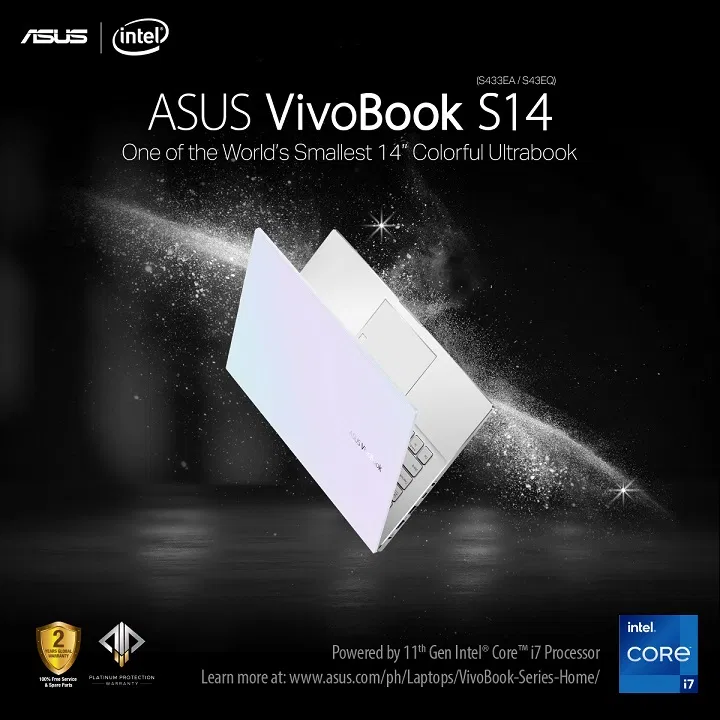 ASUS
intel
(S433EA / S43EQ)
ASUS VivoBook S14
One of the World's Smallest 14" Colorful Ultrabook
ASUS VivoBook
2
YEARS GLOBAL
WARRANTY
100% Free Service
& Spare Parts
PLATINUM PROTECTION
WARRANTY
Powered by 11th Gen Intel® Core™ i7 Processor
Learn more at: www.asus.com/ph/Laptops/VivoBook-Series-Home/
intel.
CORE
i7